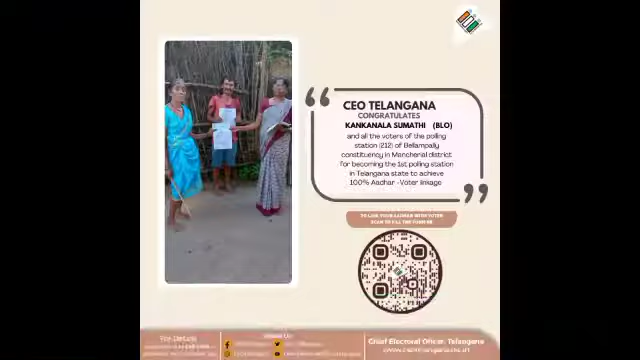 CEO TELANGANA
CONGRATULATES
KANKANALA SUMATHI (BLO)
and all the voters of the polling
station (212) of Bellampally
constituency in Mancherial district
for becoming the 1st polling station
in Telangana state to achieve
100% Aadhar -Voter linkage
TO LINK YOUR AADHAR WITH VOTER
SCAN TO FILL THE FORM 6B
For Details
Chief Electoral Officer, Telangana